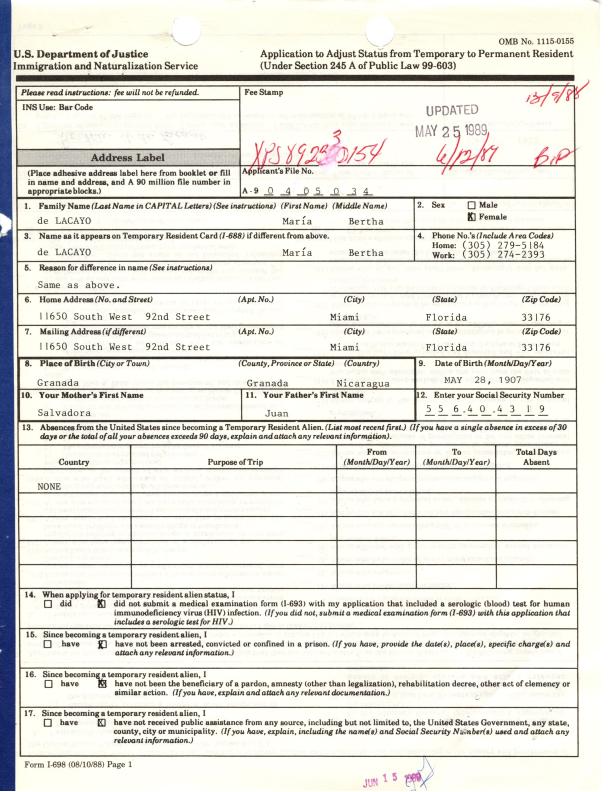 OMB No. 1115-0155
U.S. Department of Justice
Immigration and Naturalization Service
Application to Adjust Status from Temporary to Permanent Resident
(Under Section 245 A of Public Law 99-603)
Please read instructions: fee will not be refunded.
Fee Stamp
INS Use: Bar Code
UPDATED
MAY 25 1989
Address Label
(Place adhesive address label here from booklet or fill in name and address, and A 90 million file number in appropriate blocks.)
Applicant's File No.
A-9 0 4 0 5 0 3 4
1. Family Name (Last Name in CAPITAL Letters) (See instructions) (First Name) (Middle Name)
de LACAYO María Bertha
2. Sex Male
X Female
3. Name as it appears on Temporary Resident Card (I-688) if different from above.
de LACAYO María Bertha
4. Phone No.'s (Include Area Codes)
Home: (305) 279-5184
Work: (305) 274-2393
5. Reason for difference in name (See instructions)
Same as above.
6. Home Address (No. and Street) (Apt. No.) (City) (State) (Zip Code)
11650 South West 92nd Street Miami Florida 33176
7. Mailing Address (if different) (Apt. No.) (City) (State) (Zip Code)
11650 South West 92nd Street Miami Florida 33176
8. Place of Birth (City or Town) (County, Province or State) (Country)
Granada Granada Nicaragua
9. Date of Birth (Month/Day/Year)
MAY 28, 1907
10. Your Mother's First Name
Salvadora
11. Your Father's First Name
Juan
12. Enter your Social Security Number
5 5 6 . 4 0 . 4 3 1 9
13. Absences from the United States since becoming a Temporary Resident Alien. (List most recent first.) (If you have a single absence in excess of 30
days or the total of all your absences exceeds 90 days, explain and attach any relevant information).
Country Purpose of Trip From (Month/Day/Year) To (Month/Day/Year) Total Days Absent
NONE
14. When applying for temporary resident alien status, I
did X did not submit a medical examination form (I-693) with my application that included a serologic (blood) test for human
immunodeficiency virus (HIV) infection. (If you did not, submit a medical examination form with this application that
includes a serologic test for HIV.)
15. Since becoming a temporary resident alien, I
have X have not been arrested, convicted or confined in a prison. (If you have, provide the date(s), place(s), specific charge(s) and
attach any relevant information.)
16. Since becoming a temporary resident alien, I
have X have not been the beneficiary of a pardon, amnesty (other than legalization), rehabilitation decree, other act of clemency or
similar action. (If you have, explain and attach any relevant documentation.)
17. Since becoming a temporary resident alien, I
have X have not received public assistance from any source, including but not limited to, the United States Government, any state,
county, city or municipality. (If you have, explain, including the name(s) and Social Security Number(s) used and attach any
relevant information.)
Form I-698 (08/10/88) Page 1
JUN 15